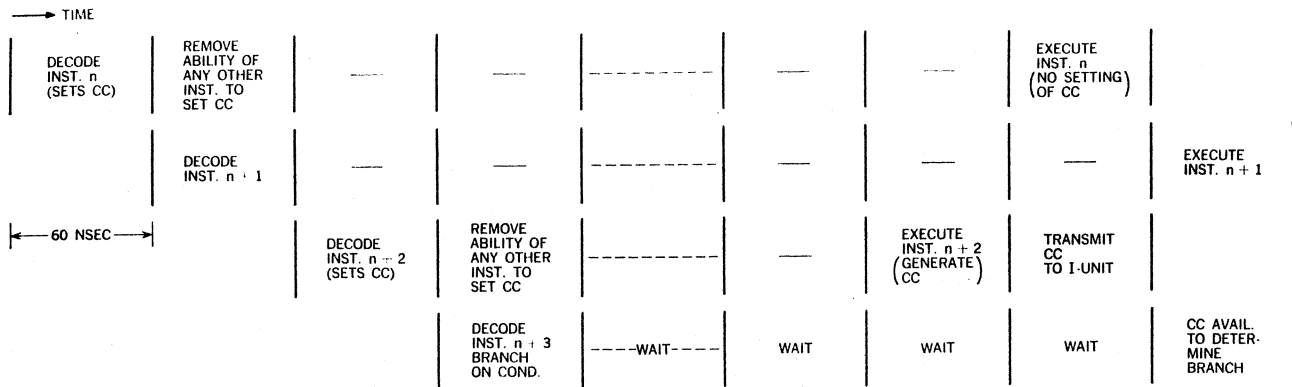 TIME
DECODE
INST. n
(SETS CC)
REMOVE
ABILITY OF
ANY OTHER
INST. TO
SET CC
EXECUTE
INST. n
(NO SETTING
OF CC)
DECODE
INST. n + 1
EXECUTE
INST. n + 1
60 NSEC
DECODE
INST. n + 2
(SETS CC)
REMOVE
ABILITY OF
ANY OTHER
INST. TO
SET CC
EXECUTE
INST. n + 2
(GENERATE
CC)
TRANSMIT
CC
TO I-UNIT
DECODE
INST. n + 3
BRANCH
ON COND.
WAIT
WAIT
WAIT
WAIT
CC AVAIL.
TO DETER-
MINE
BRANCH